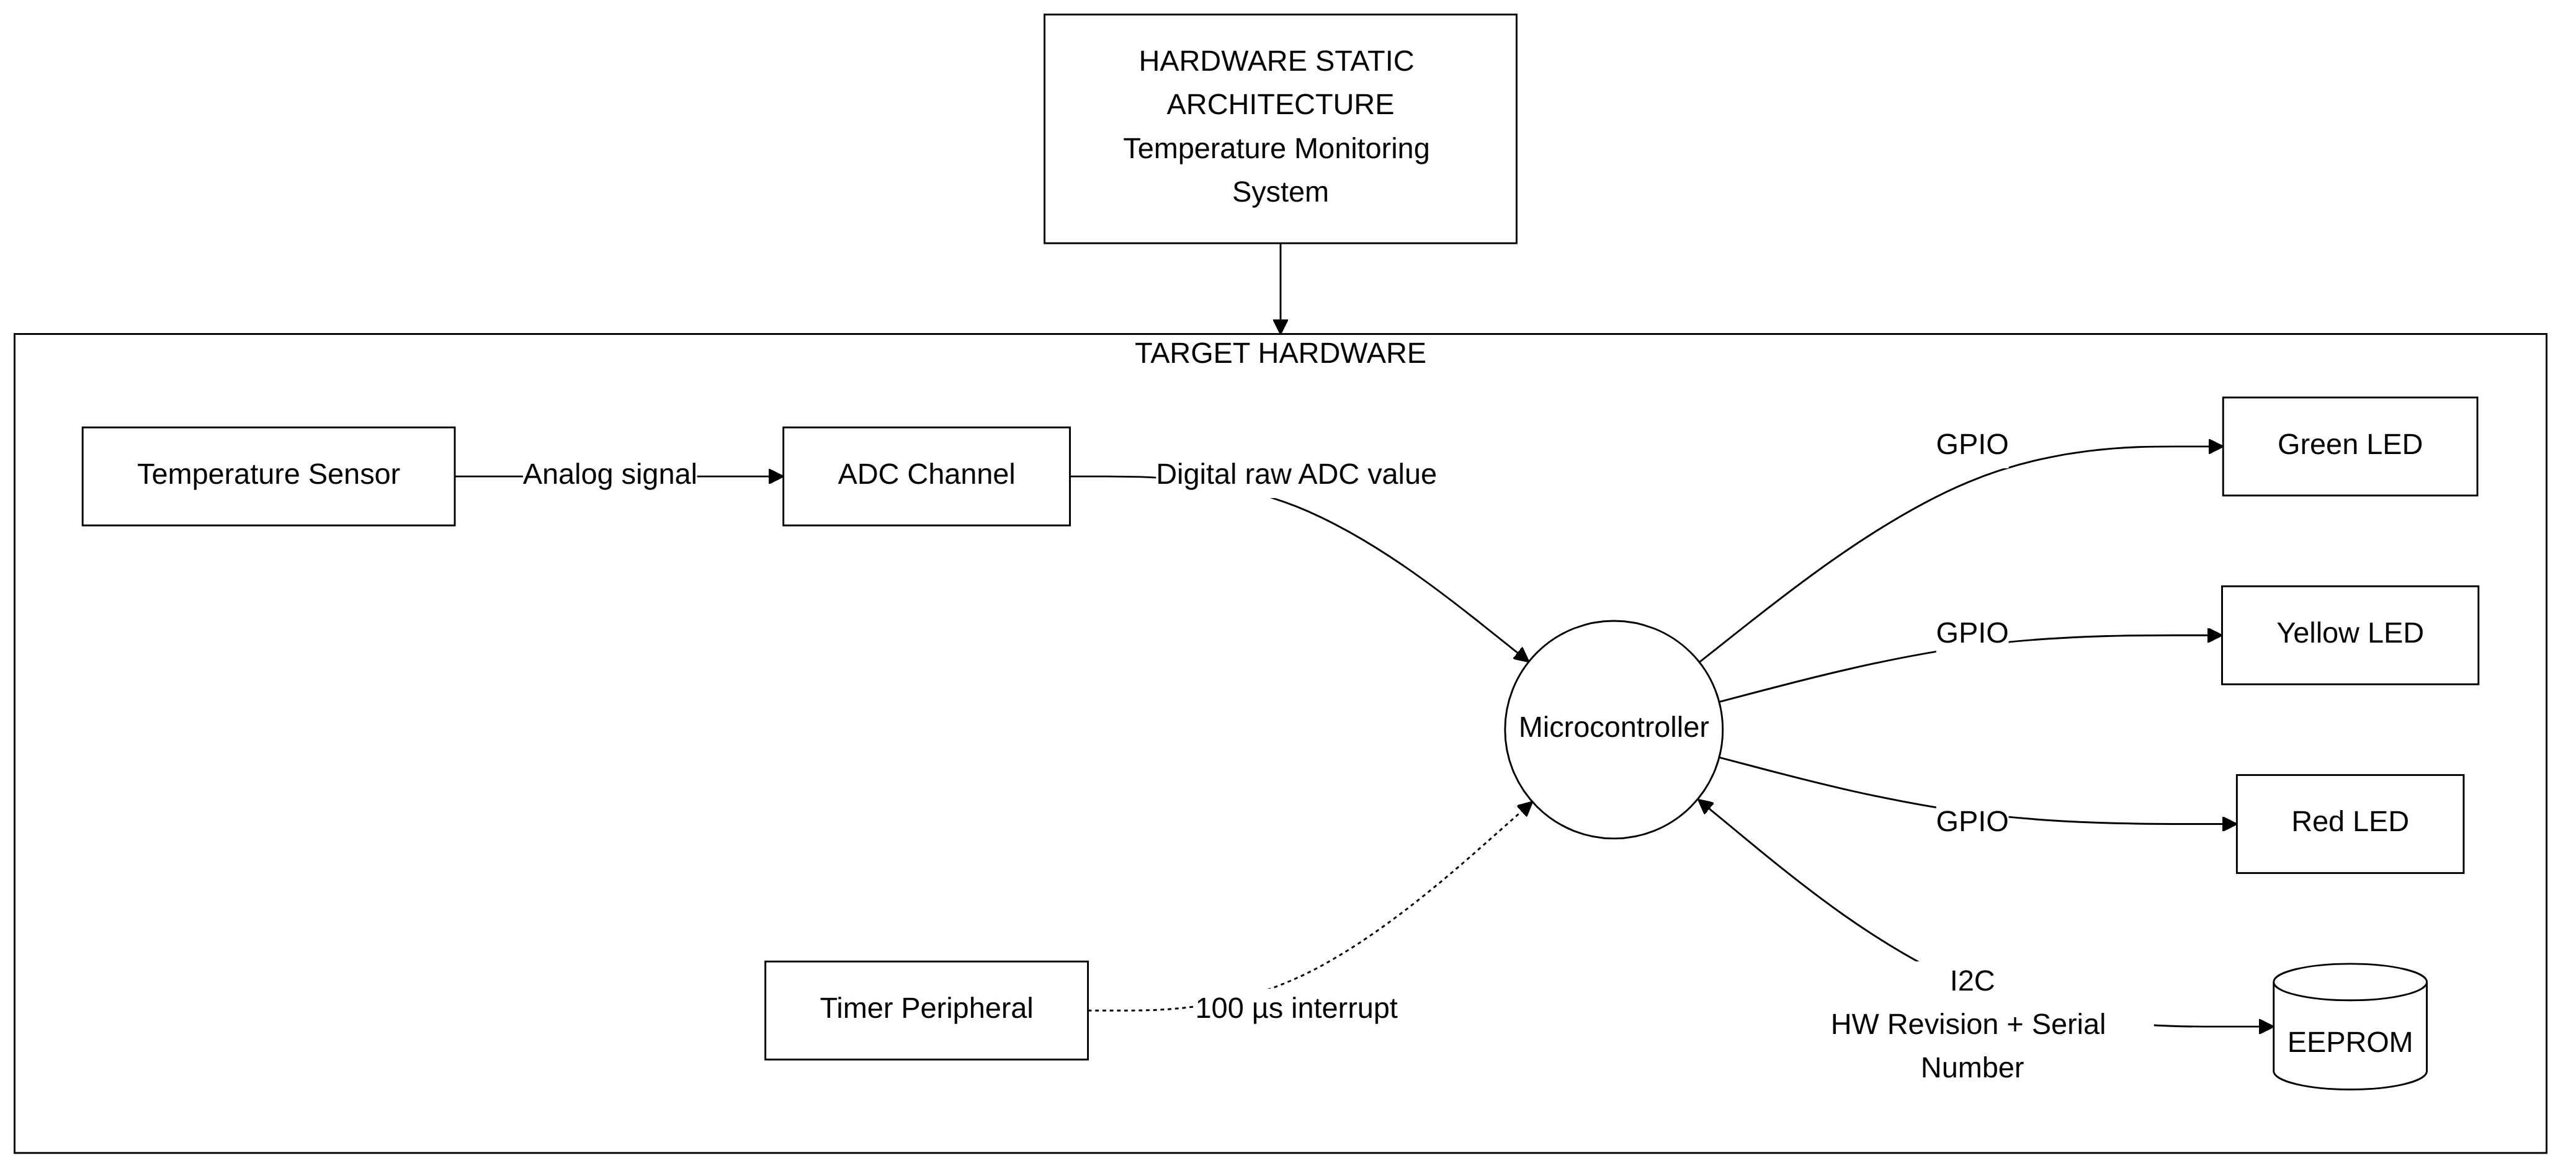 HARDWARE STATIC
ARCHITECTURE
Temperature Monitoring
System
TARGET HARDWARE
Temperature Sensor
Analog signal
ADC Channel
Digital raw ADC value
GPIO
Green LED
GPIO
Yellow LED
Microcontroller
GPIO
Red LED
Timer Peripheral
100 µs interrupt
I2C
HW Revision + Serial
Number
EEPROM